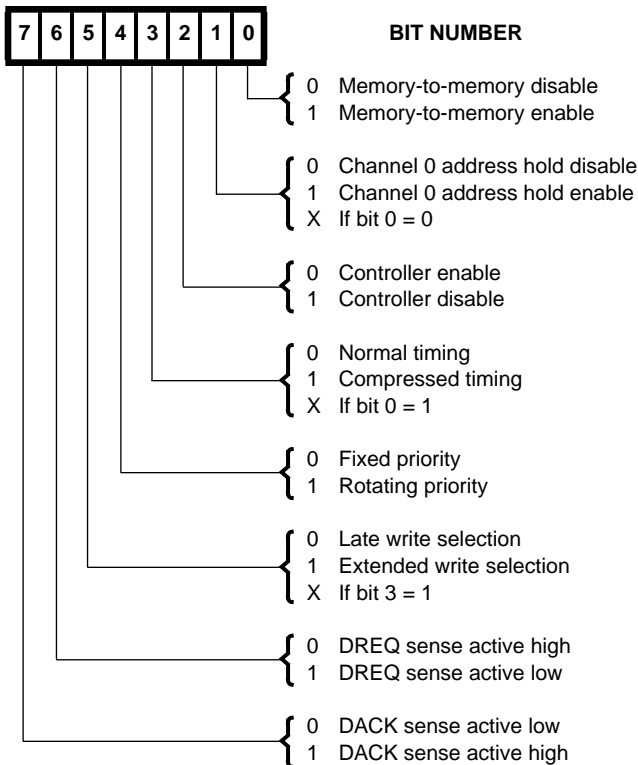 7 6 5 4 3 2 1 0 BIT NUMBER
0 Memory-to-memory disable
1 Memory-to-memory enable
0 Channel 0 address hold disable
1 Channel 0 address hold enable
X If bit 0 = 0
0 Controller enable
1 Controller disable
0 Normal timing
1 Compressed timing
X If bit 0 = 1
0 Fixed priority
1 Rotating priority
0 Late write selection
1 Extended write selection
X If bit 3 = 1
0 DREQ sense active high
1 DREQ sense active low
0 DACK sense active low
1 DACK sense active high